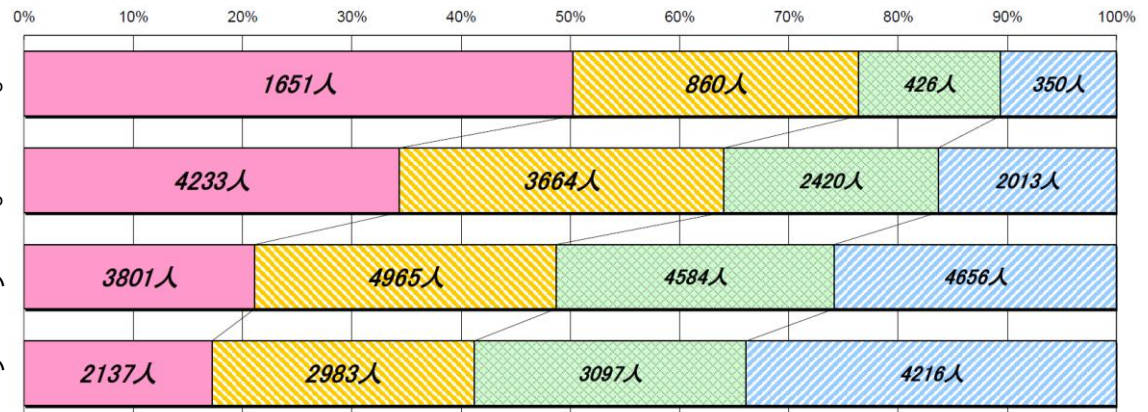 0% 10% 20% 30% 40% 50% 60% 70% 80% 90% 100%
1651人 860人 426人 350人
4233人 3664人 2420人 2013人
3801人 4965人 4584人 4656人
2137人 2983人 3097人 4216人